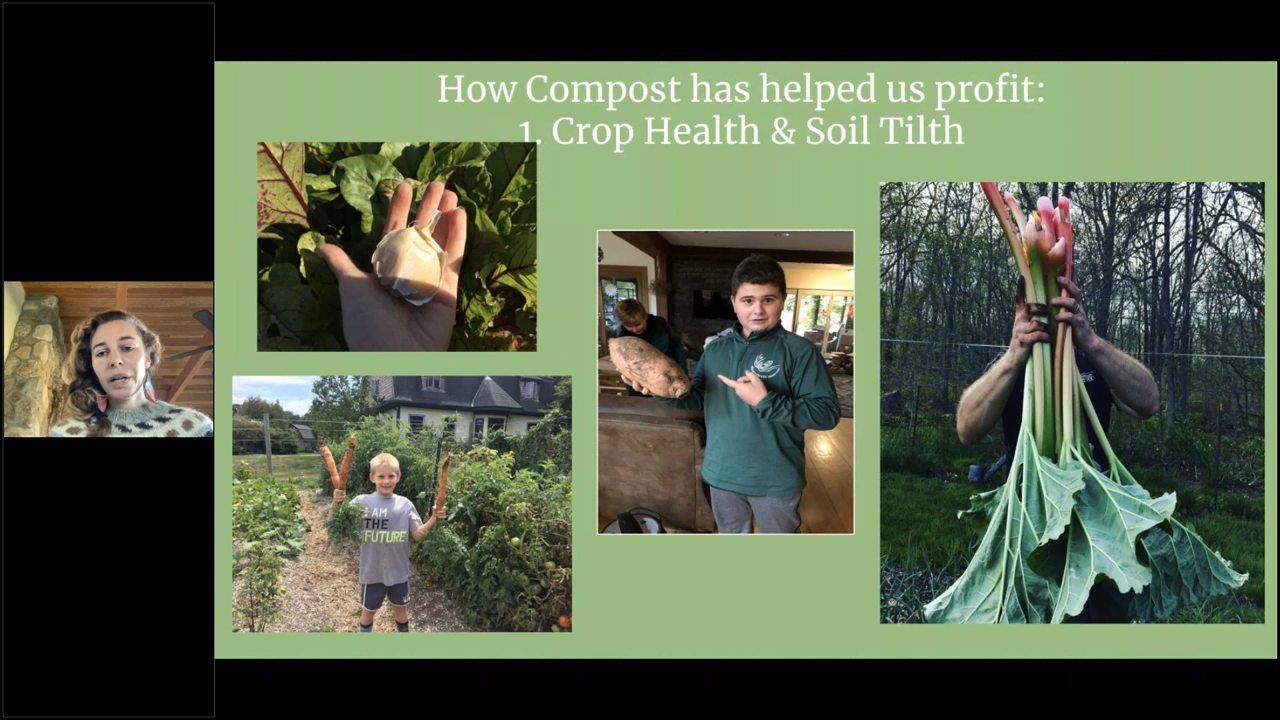 How Compost has helped us profit:
1. Crop Health & Soil Tilth
I AM
THE
FUTURE